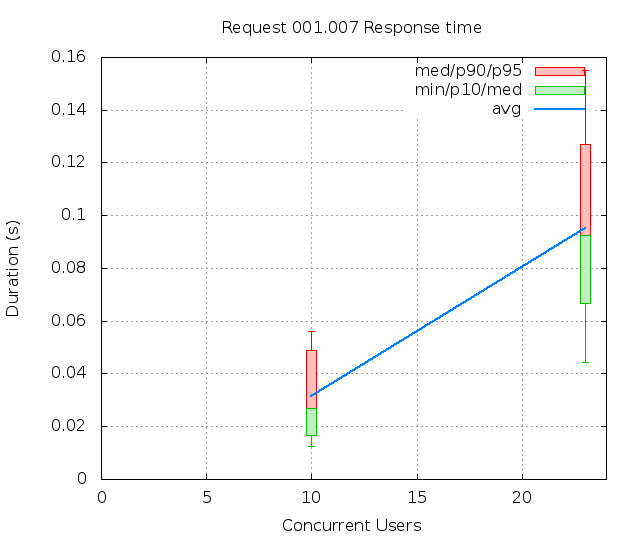 Request 001.007 Response time
0.16
0.14
0.12
0.1
0.08
0.06
0.04
0.02
0
med/p90/p95
min/p10/med
avg
Duration (s)
0 5 10 15 20
Concurrent Users